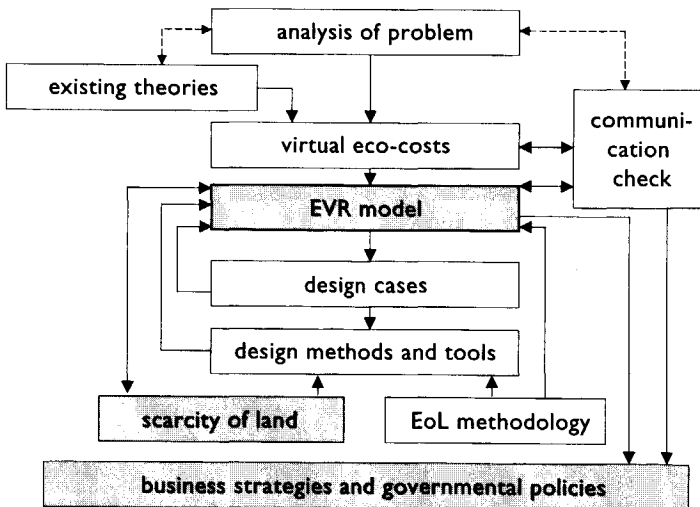 analysis of problem
existing theories
communi-
cation
check
virtual eco-costs
EVR model
design cases
design methods and tools
scarcity of land
EoL methodology
business strategies and governmental policies